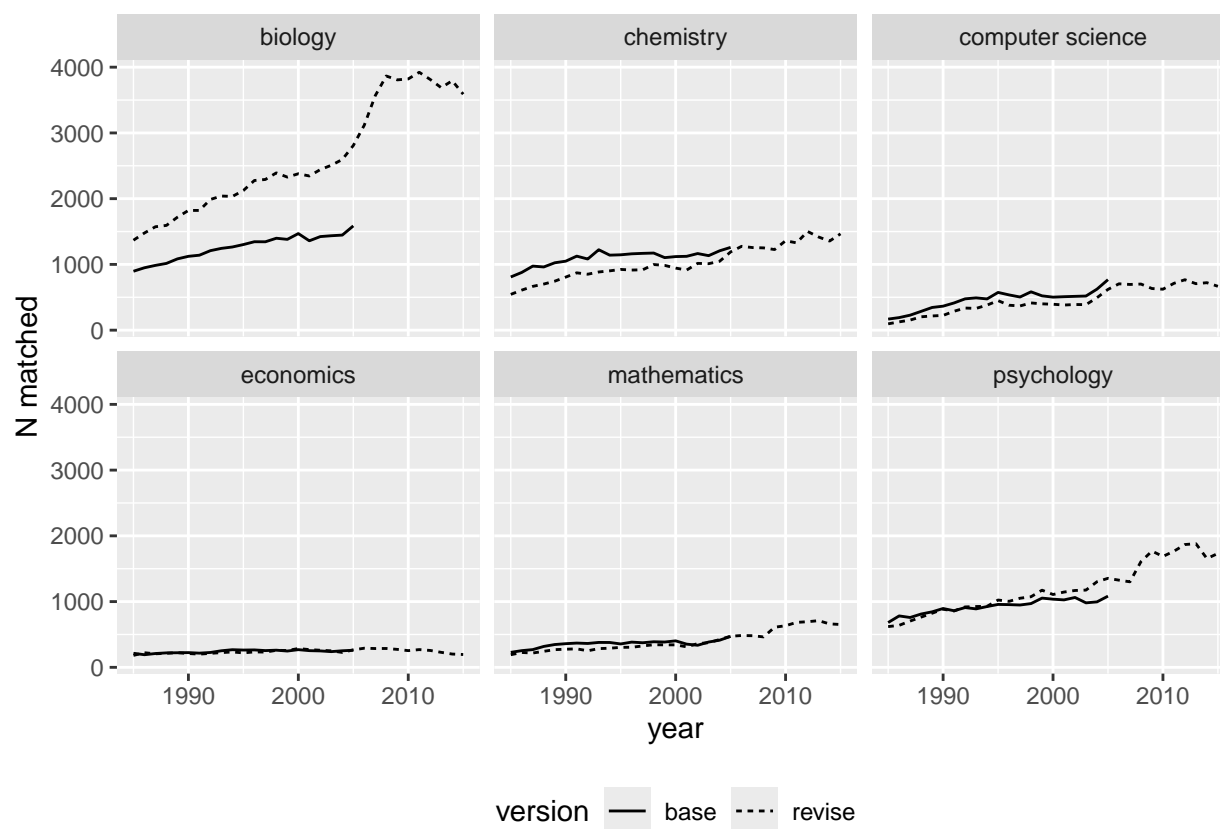 biology
chemistry
computer science
4000
3000
2000
1000
0
economics
mathematics
psychology
4000
3000
2000
1000
0
N matched
1990 2000 2010
1990 2000 2010
1990 2000 2010
year
version base revise